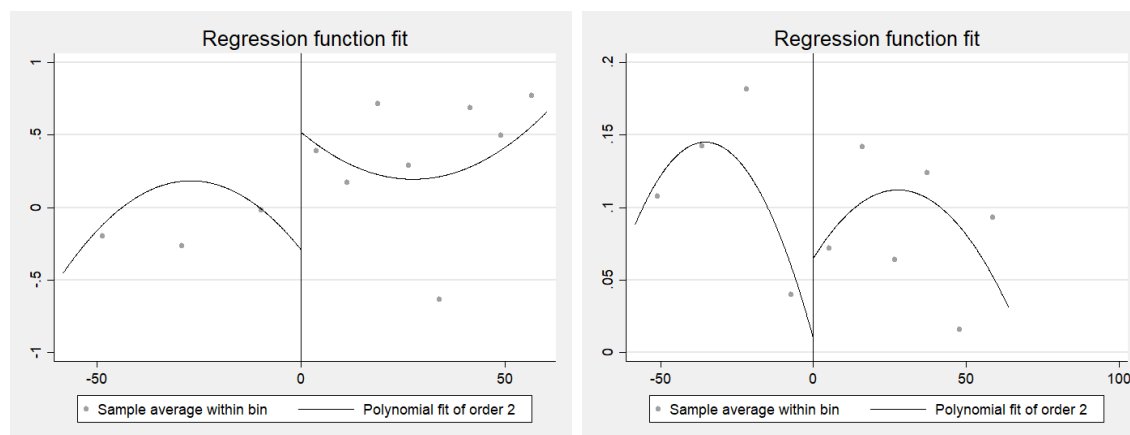 Regression function fit
1
.5
0
-.5
-1
-50
0
50
Sample average within bin
Polynomial fit of order 2
Regression function fit
.2
.15
.1
.05
0
-50
0
50
100
Sample average within bin
Polynomial fit of order 2